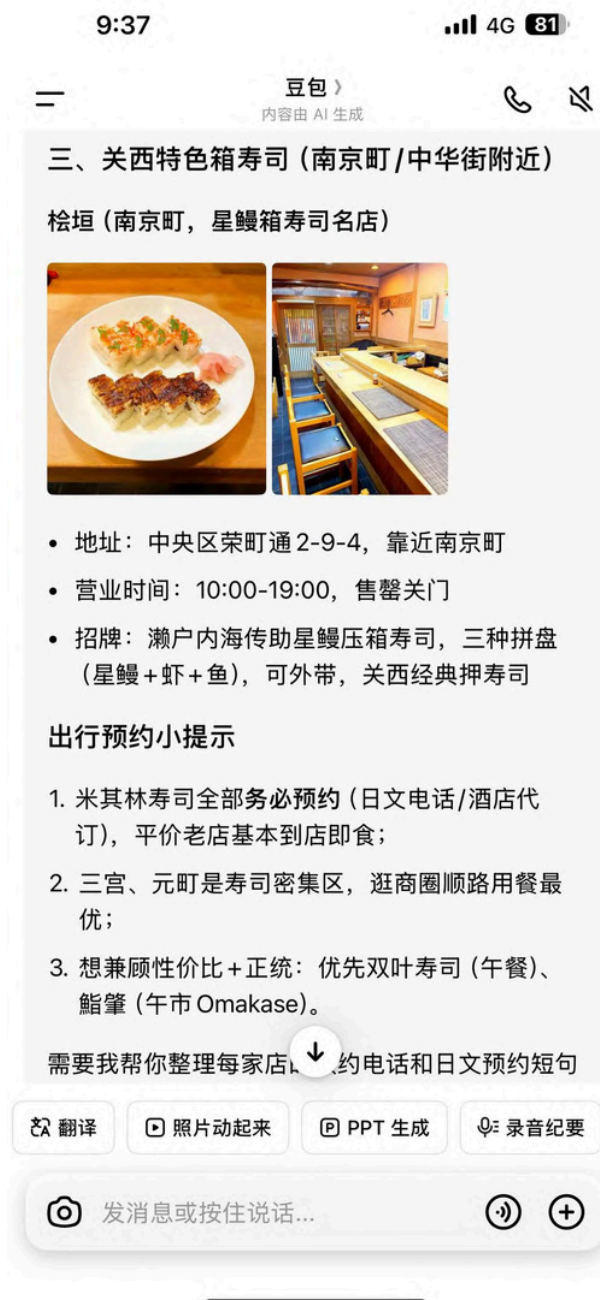 9:37
4G
81
豆包 》
内容由 AI 生成
三、关西特色箱寿司（南京町/中华街附近）
桧垣（南京町，星鳗箱寿司名店）
• 地址：中央区荣町通2-9-4，靠近南京町
• 营业时间：10:00-19:00，售罄关门
• 招牌：濑户内海传助星鳗压箱寿司，三种拼盘
（星鳗+虾+鱼），可外带，关西经典押寿司
出行预约小提示
1. 米其林寿司全部务必预约（日文电话/酒店代
订），平价老店基本到店即食；
2. 三宫、元町是寿司密集区，逛商圈顺路用餐最
优；
3. 想兼顾性价比+正统：优先双叶寿司（午餐）、
鮨肇（午市Omakase）。
需要我帮你整理每家店 约电话和日文预约短句
翻译
照片动起来
PPT 生成
录音纪要
发消息或按住说话...